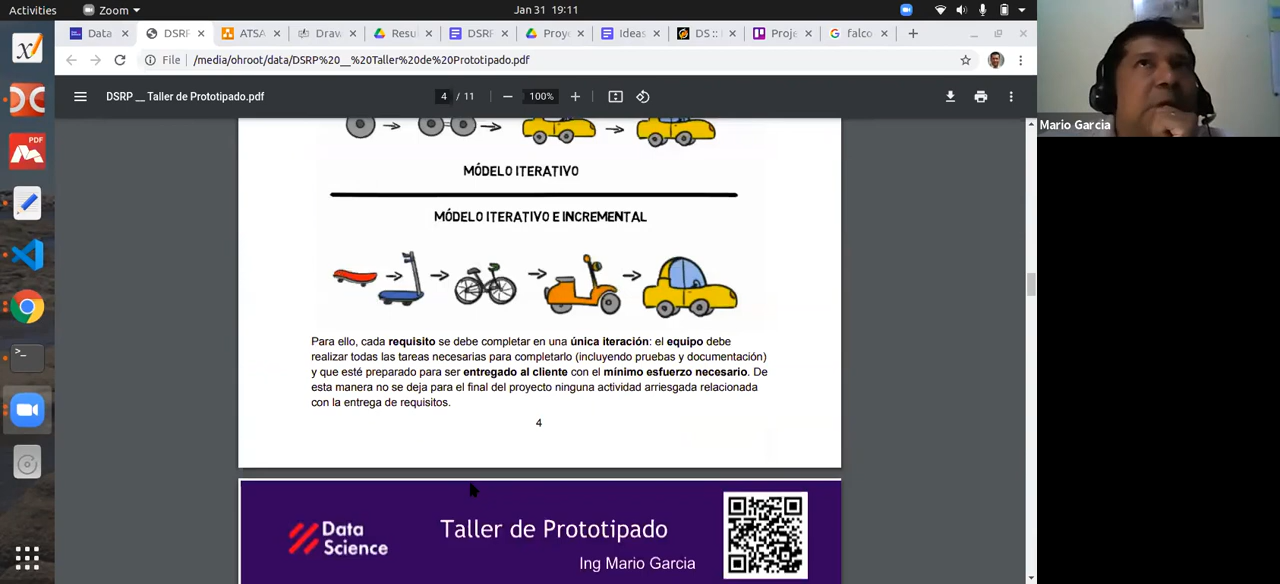 Activities
Zoom
Jan 31 19:11
Data
DSRP
ATSA
Draw
Resu
DSRP
Proye
Ideas
DS ::
Proje
falco
File
/media/ohroot/data/DSRP%20__%20Taller%20de%20Prototipado.pdf
DSRP __ Taller de Prototipado.pdf
4 / 11
100%
Mario Garcia
MÓDELO ITERATIVO
MÓDELO ITERATIVO E INCREMENTAL
Para ello, cada requisito se debe completar en una única iteración: el equipo debe
realizar todas las tareas necesarias para completarlo (incluyendo pruebas y documentación)
y que esté preparado para ser entregado al cliente con el mínimo esfuerzo necesario. De
esta manera no se deja para el final del proyecto ninguna actividad arriesgada relacionada
con la entrega de requisitos.
4
Data
Science
Taller de Prototipado
Ing Mario Garcia
PDF